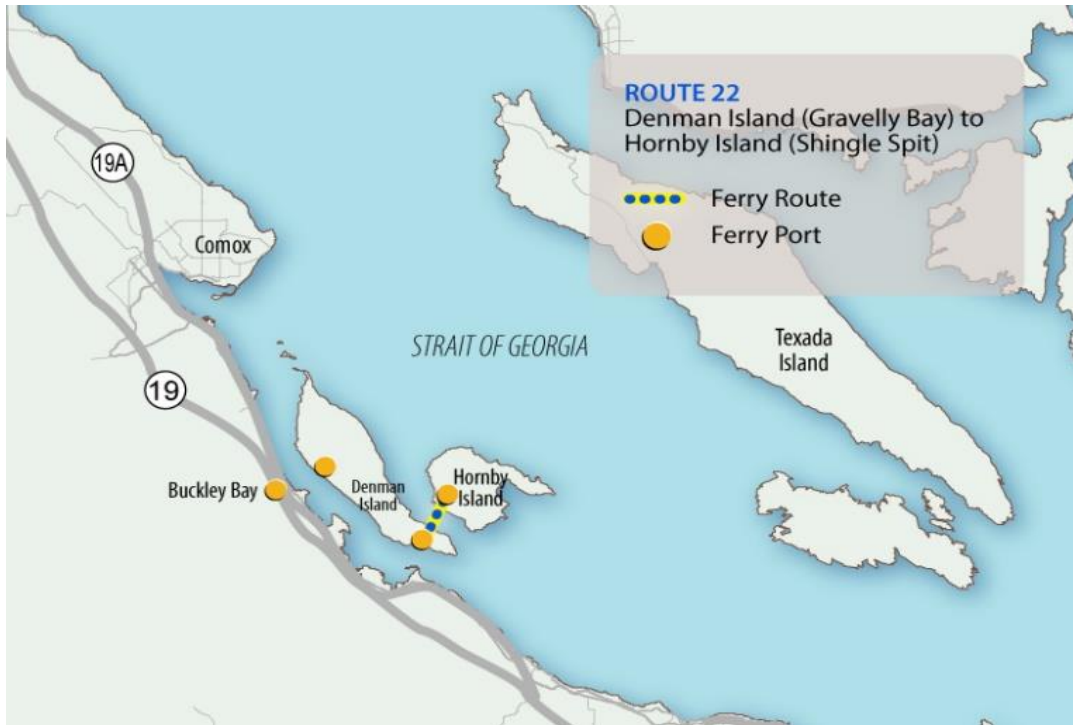 ROUTE 22
Denman Island (Gravelly Bay) to
Hornby Island (Shingle Spit)
Ferry Route
Ferry Port
19A
Comox
STRAIT OF GEORGIA
Texada
Island
19
Buckley Bay
Denman
Island
Hornby
Island